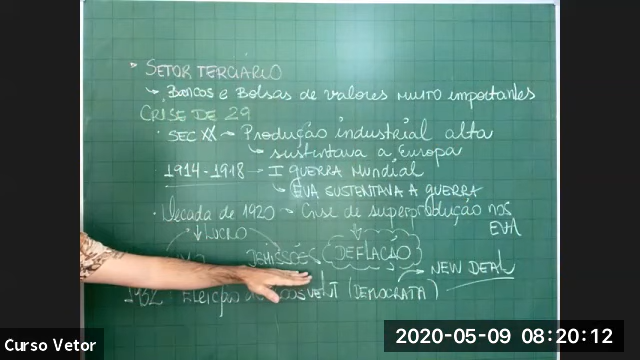 SETOR TERCIÁRIO
↳ Bancos e Bolsas de valores muito importantes
CRISE DE 29
• SEC XX → Produção industrial alta
↳ sustentava a Europa
1914-1918 → I GUERRA MUNDIAL
↳ EUA SUSTENTAVA A GUERRA
• Década de 1920 → Crise de superprodução nos EUA
↓ LUCRO
DEMISSÕES DEFLAÇÃO
NEW DEAL
1932 ELEIÇÃO (DEMOCRATA)
Curso Vetor
2020-05-09 08:20:12